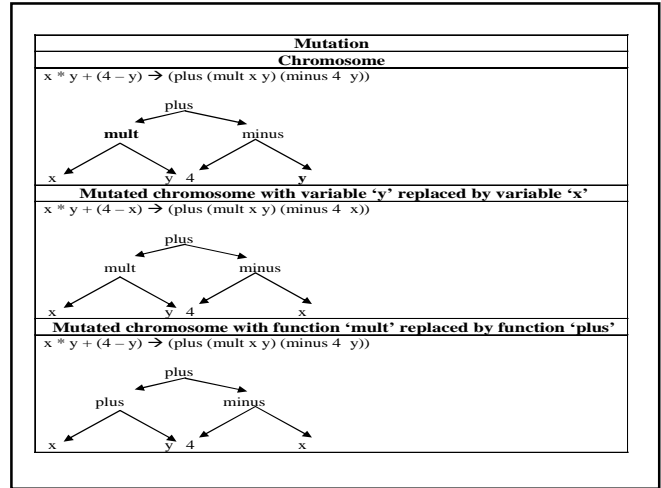 Mutation
Chromosome
x * y + (4 – y) → (plus (mult x y) (minus 4 y))
plus
mult minus
x y 4 y
Mutated chromosome with variable ‘y’ replaced by variable ‘x’
x * y + (4 – x) → (plus (mult x y) (minus 4 x))
plus
mult minus
x y 4 x
Mutated chromosome with function ‘mult’ replaced by function ‘plus’
x * y + (4 – y) → (plus (mult x y) (minus 4 y))
plus
plus minus
x y 4 x